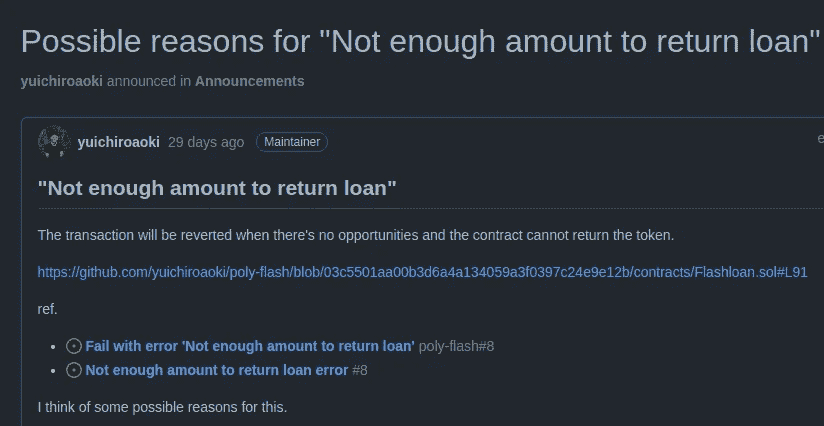 Possible reasons for "Not enough amount to return loan"
yuichiroaoki announced in Announcements
yuichiroaoki 29 days ago Maintainer
e
"Not enough amount to return loan"
The transaction will be reverted when there's no opportunities and the contract cannot return the token.
https://github.com/yuichiroaoki/poly-flash/blob/03c5501aa00b3d6a4a134059a3f0397c24e9e12b/contracts/Flashloan.sol#L91
ref.
Fail with error 'Not enough amount to return loan' poly-flash#8
Not enough amount to return loan error #8
I think of some possible reasons for this.